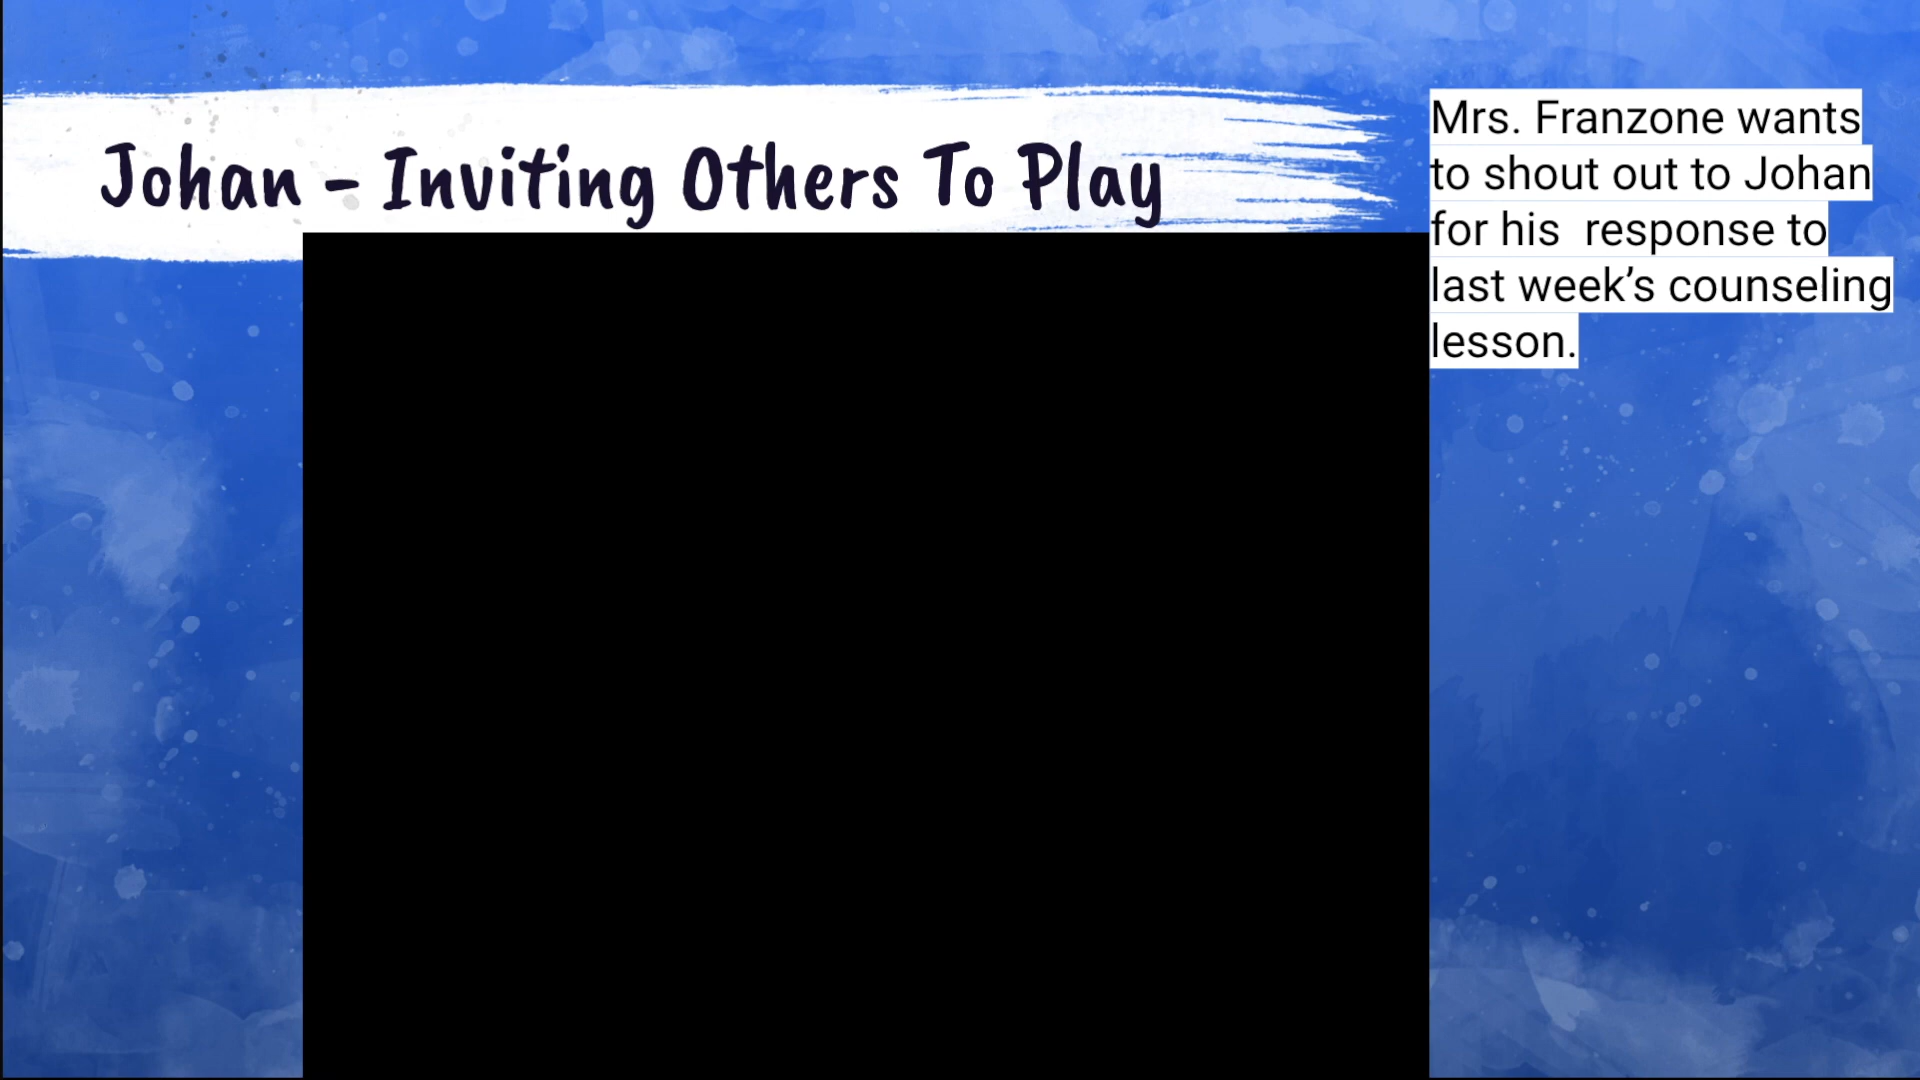 Johan - Inviting Others To Play
Mrs. Franzone wants
to shout out to Johan
for his  response to
last week’s counseling
lesson.